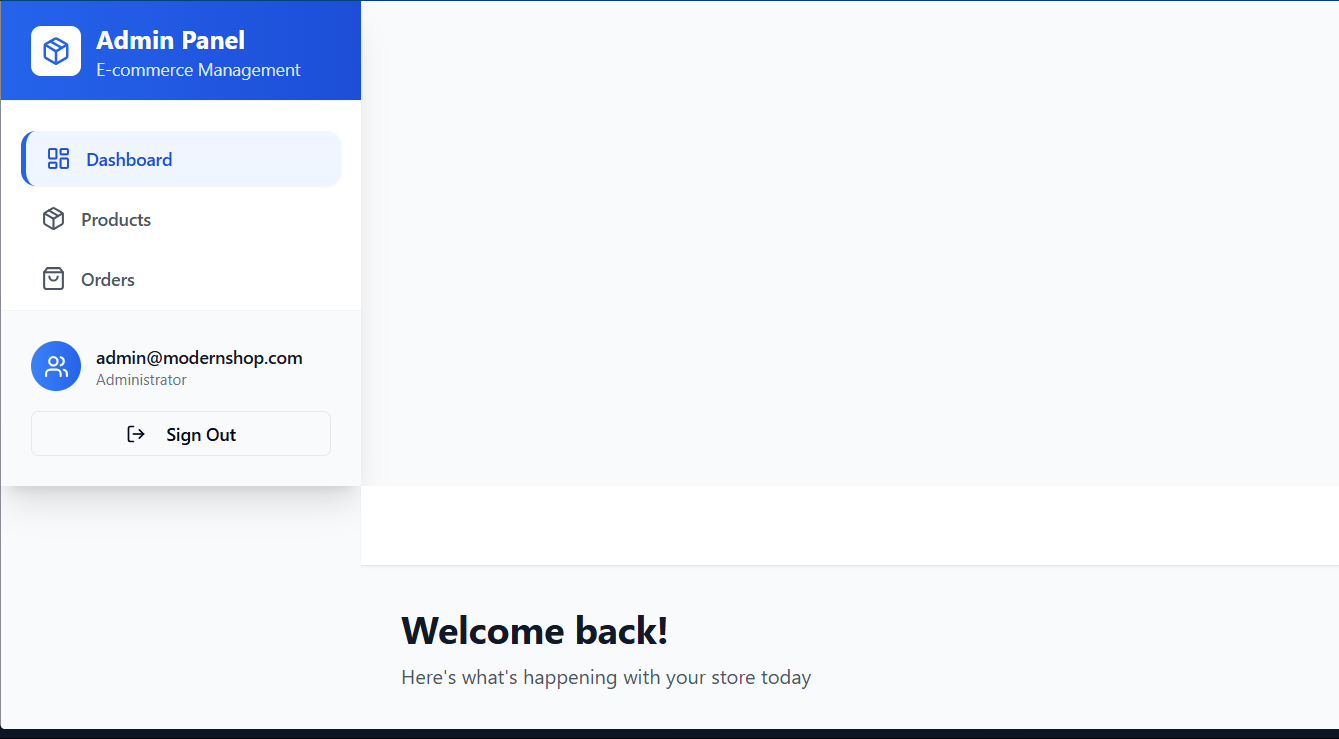 Admin Panel
E-commerce Management
Dashboard
Products
Orders
admin@modernshop.com
Administrator
Sign Out
Welcome back!
Here's what's happening with your store today